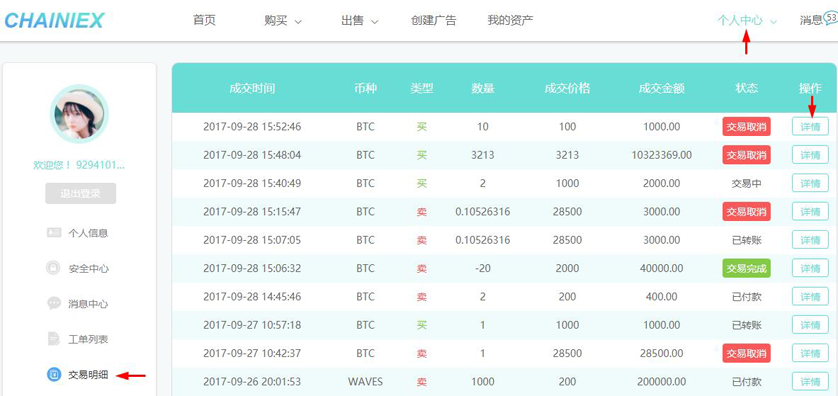 CHAINIEX 首页 购买 出售 创建广告 我的资产 个人中心 消息 53
成交时间 币种 类型 数量 成交价格 成交金额 状态 操作
2017-09-28 15:52:46 BTC 买 10 100 1000.00 交易取消 详情
2017-09-28 15:48:04 BTC 买 3213 3213 10323369.00 交易取消 详情
2017-09-28 15:40:49 BTC 买 2 1000 2000.00 交易中 详情
2017-09-28 15:15:47 BTC 卖 0.10526316 28500 3000.00 交易取消 详情
2017-09-28 15:07:05 BTC 卖 0.10526316 28500 3000.00 已转账 详情
2017-09-28 15:06:32 BTC 卖 -20 2000 40000.00 交易完成 详情
2017-09-28 14:45:46 BTC 卖 2 200 400.00 已付款 详情
2017-09-27 10:57:18 BTC 买 1 1000 1000.00 已转账 详情
2017-09-27 10:42:37 BTC 卖 1 28500 28500.00 交易取消 详情
2017-09-26 20:01:53 WAVES 卖 1000 200 200000.00 已付款 详情
欢迎您！ 9294101...
退出登录
个人信息
安全中心
消息中心
工单列表
交易明细